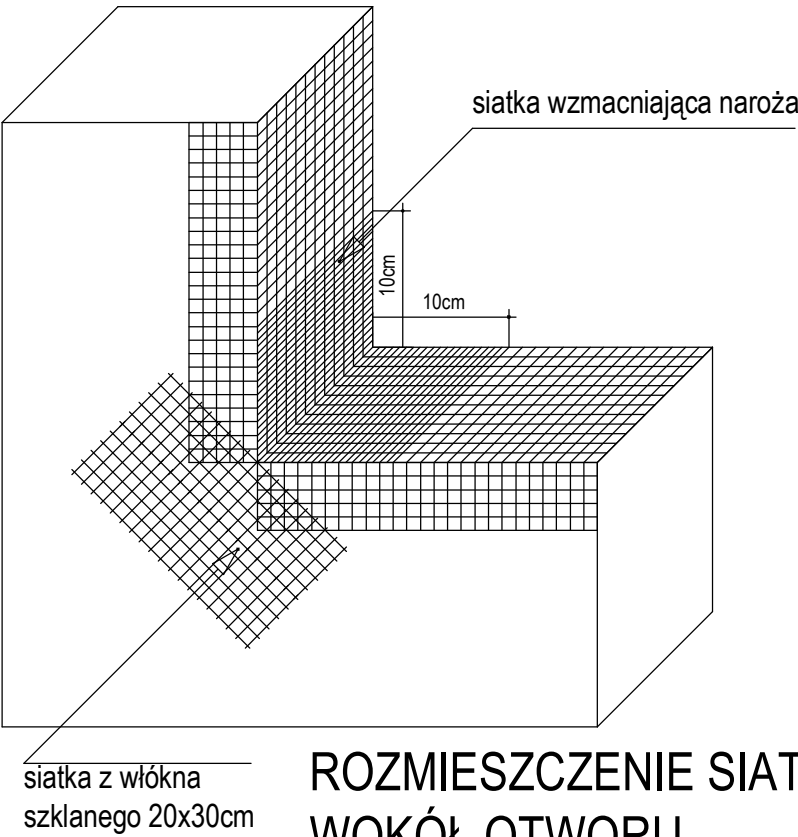 siatka wzmacniająca naroża
10cm
10cm
siatka z włókna
szklanego 20x30cm
ROZMIESZCZENIE SIAT
WOKÓŁ OTWORU